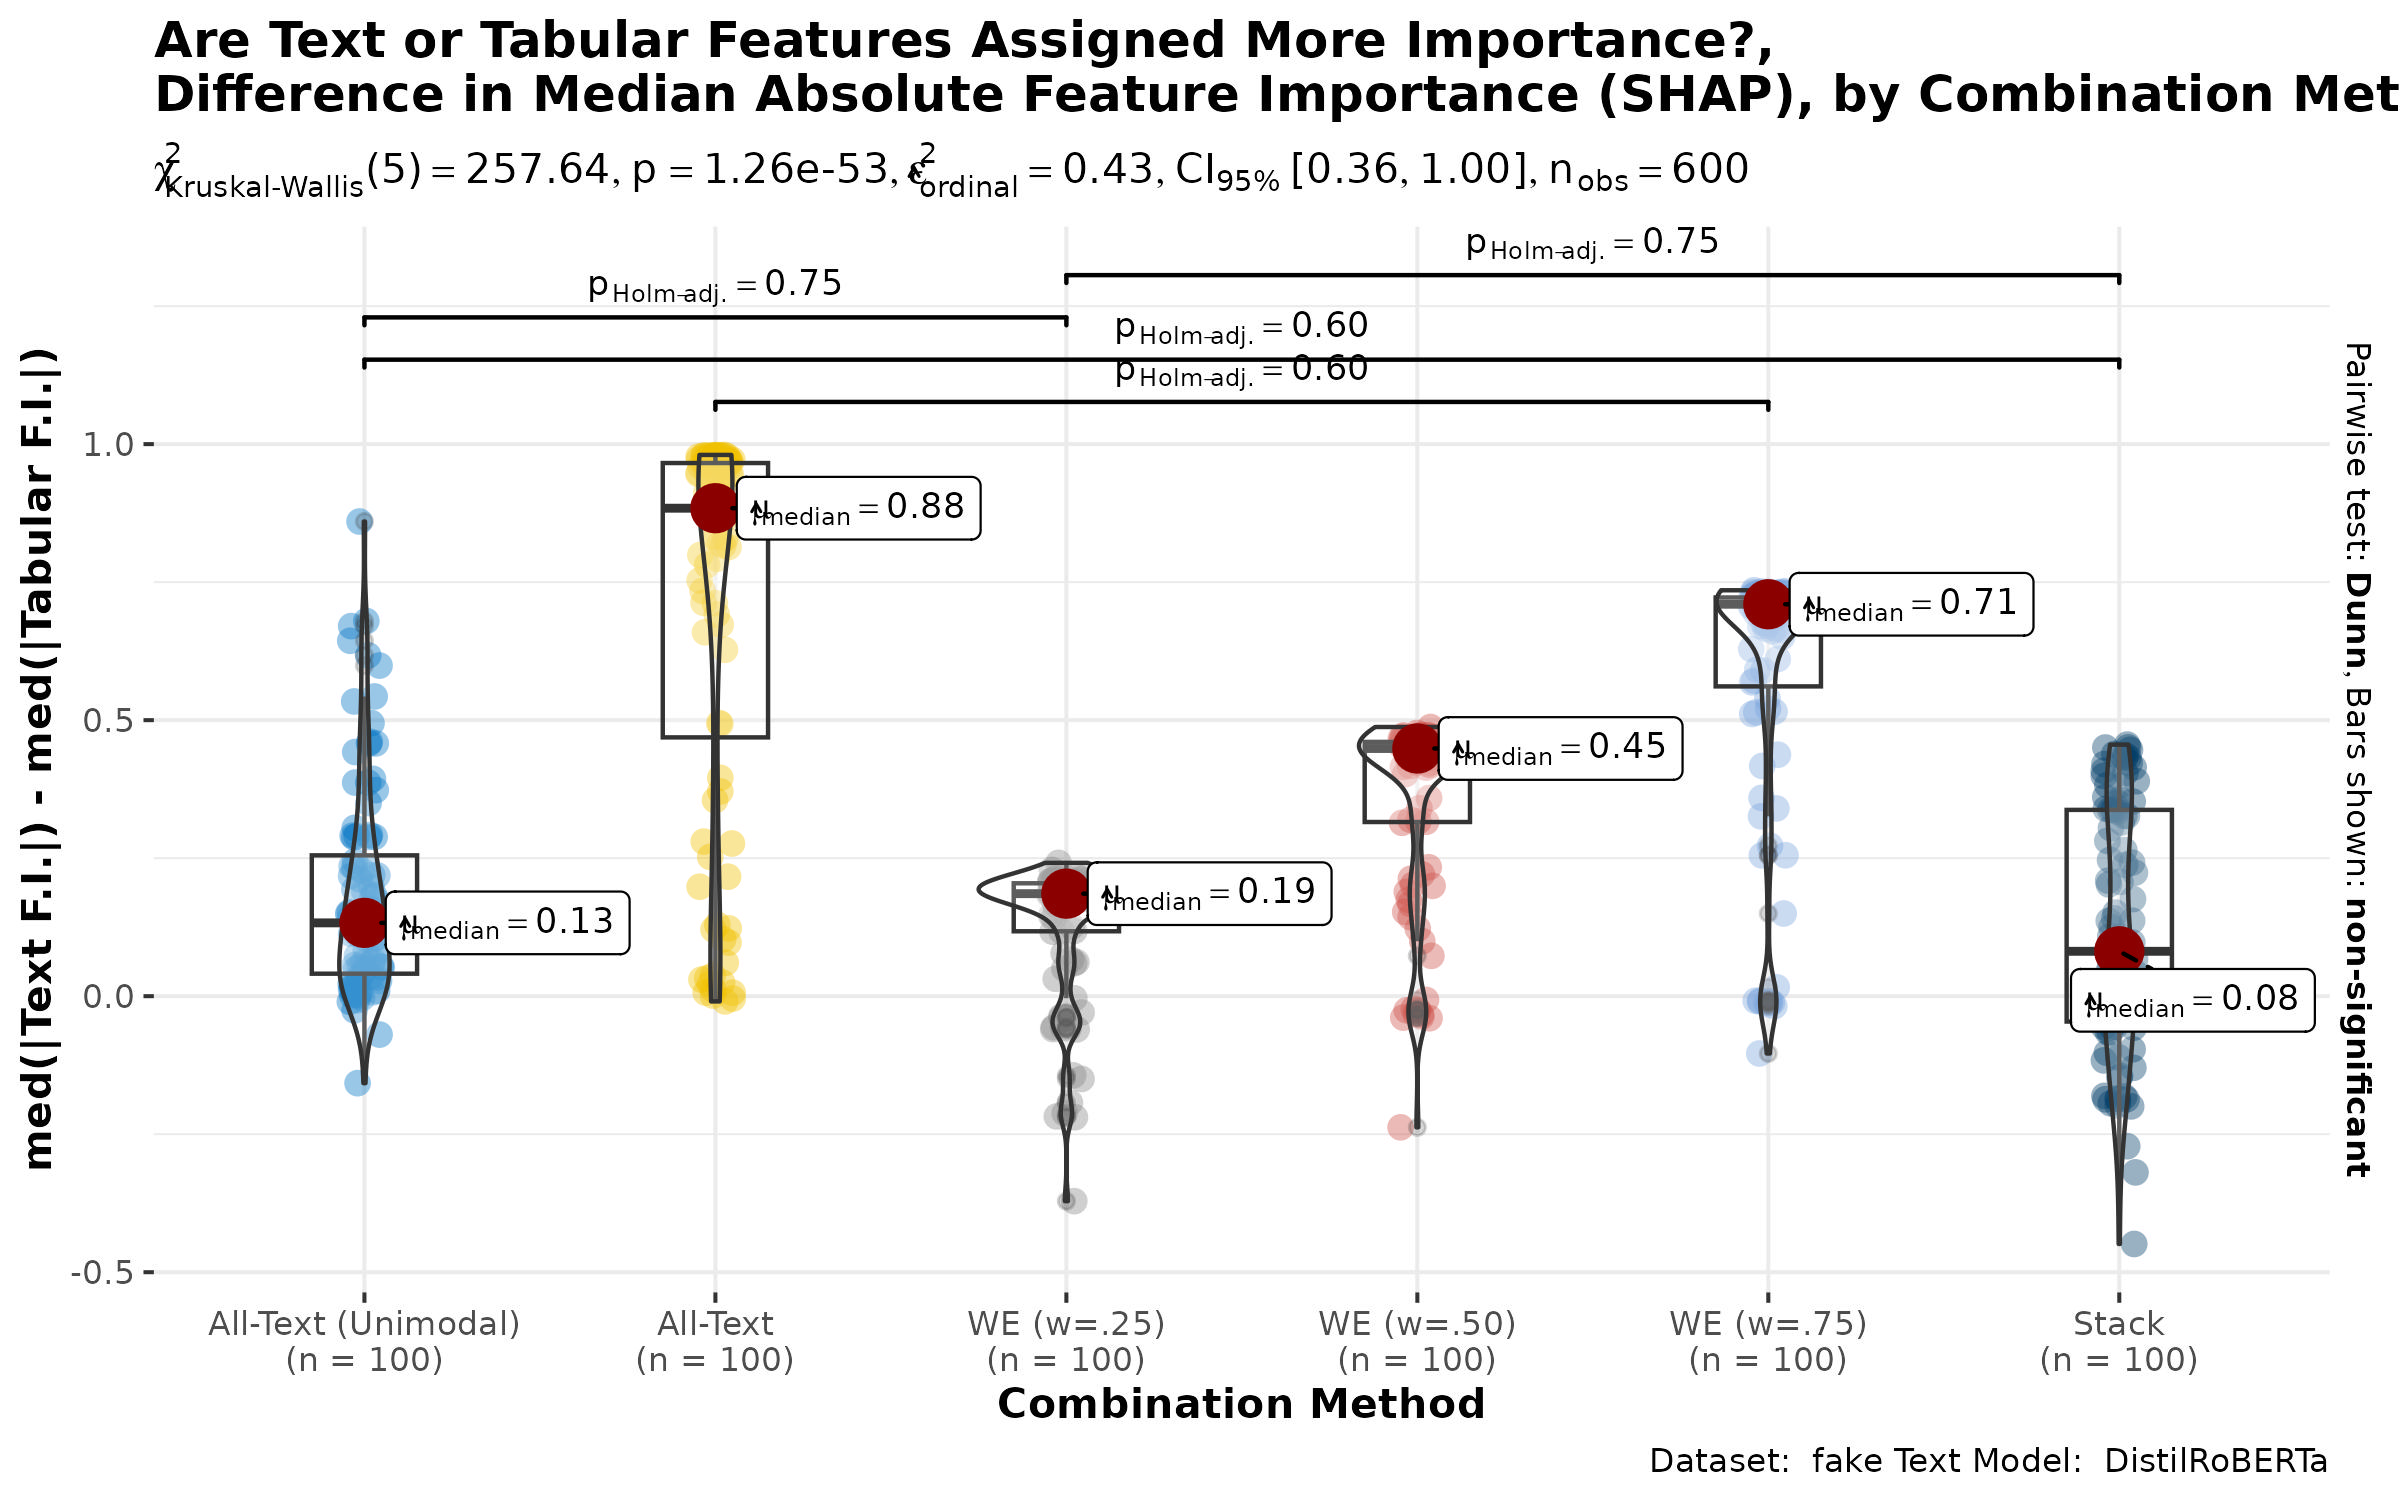 Are Text or Tabular Features Assigned More Importance?,
Difference in Median Absolute Feature Importance (SHAP), by Combination Met
χ²Kruskal-Wallis(5) = 257.64, p = 1.26e-53, ε²ordinal = 0.43, CI95% [0.36, 1.00], nobs = 600
pHolm-adj. = 0.75
pHolm-adj. = 0.75
pHolm-adj. = 0.60
pHolm-adj. = 0.60
med(|Text F.I.|) - med(|Tabular F.I.|)
1.0
0.5
0.0
-0.5
μ̂median = 0.88
μ̂median = 0.71
μ̂median = 0.45
μ̂median = 0.19
μ̂median = 0.13
μ̂median = 0.08
Pairwise test: Dunn, Bars shown: non-significant
All-Text (Unimodal)
(n = 100)
All-Text
(n = 100)
WE (w=.25)
(n = 100)
WE (w=.50)
(n = 100)
WE (w=.75)
(n = 100)
Stack
(n = 100)
Combination Method
Dataset:  fake Text Model:  DistilRoBERTa